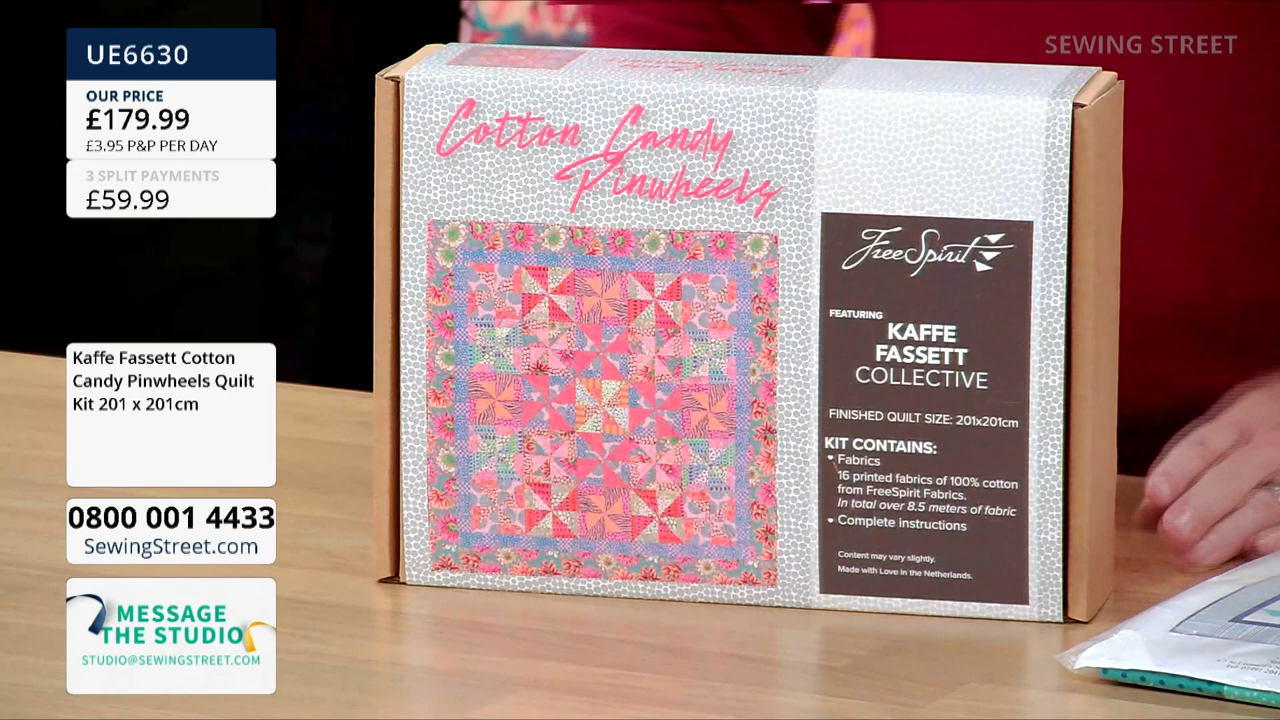 UE6630
OUR PRICE
£179.99
£3.95 P&P PER DAY
3 SPLIT PAYMENTS
£59.99
Kaffe Fassett Cotton
Candy Pinwheels Quilt
Kit 201 x 201cm
0800 001 4433
SewingStreet.com
MESSAGE
THE STUDIO
STUDIO@SEWINGSTREET.COM
SEWING STREET
Cotton Candy
Pinwheels
FreeSpirit
FEATURING
KAFFE
FASSETT
COLLECTIVE
FINISHED QUILT SIZE: 201x201cm
KIT CONTAINS:
Fabrics
16 printed fabrics of 100% cotton
from FreeSpirit Fabrics.
In total over 8.5 meters of fabric
Complete instructions
Content may vary slightly.
Made with Love in the Netherlands.